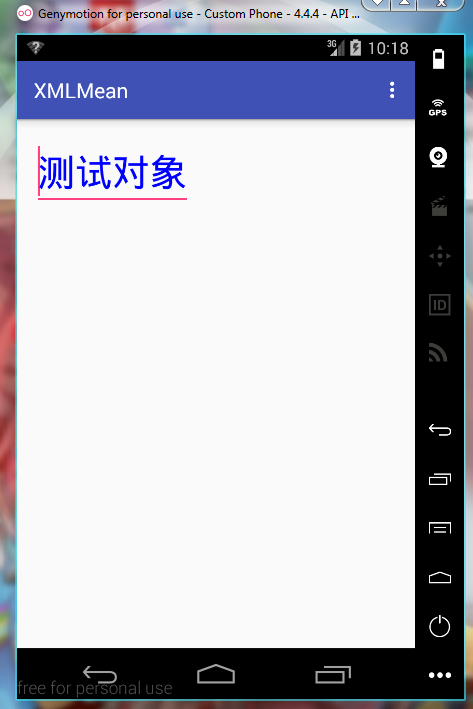 Genymotion for personal use - Custom Phone - 4.4.4 - API ...
3G 10:18
XMLMean
GPS
测试对象
ID
free for personal use